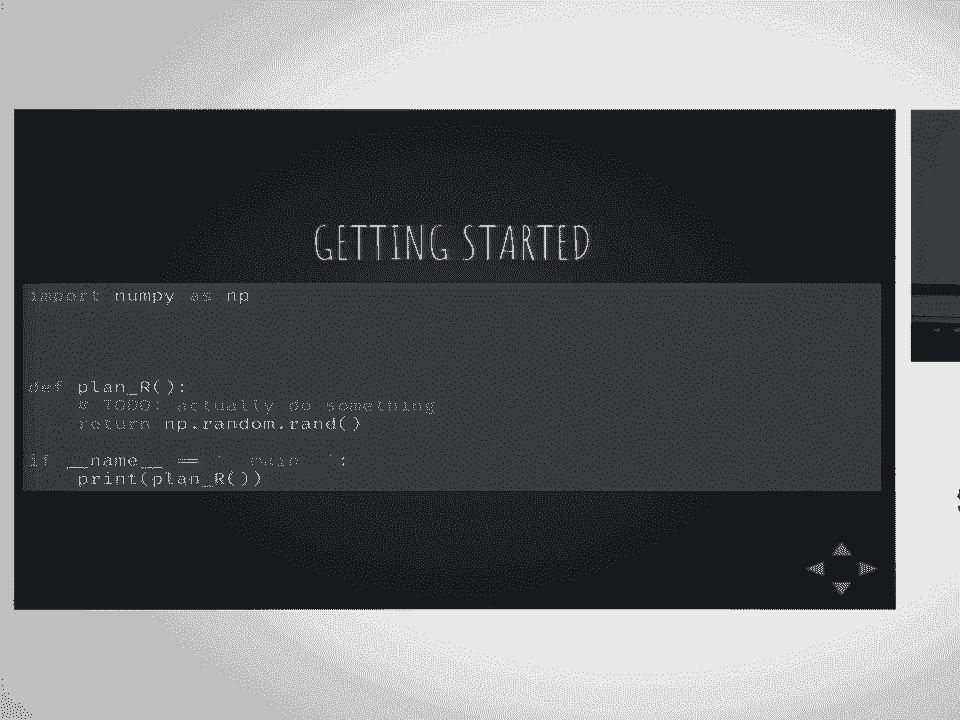 GETTING STARTED
import numpy as np
def plan_R():
    # TODO: actually do something
    return np.random.rand()
if __name__ == '__main__':
    print(plan_R())